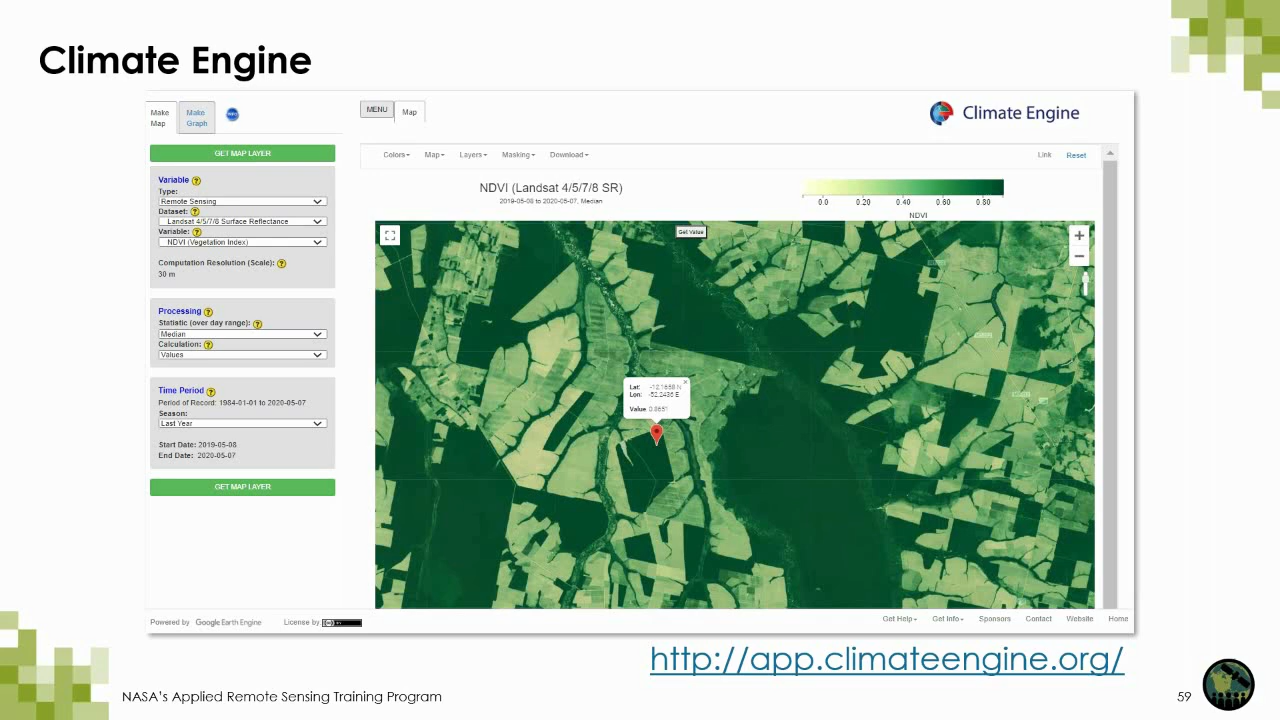 Climate Engine
Make
Map
Make
Graph
MENU
Map
Climate Engine
GET MAP LAYER
Colors
Map
Layers
Masking
Download
Link
Reset
Variable ?
Type:
Remote Sensing
Dataset: ?
Landsat 4/5/7/8 Surface Reflectance
Variable: ?
NDVI (Vegetation Index)
Computation Resolution (Scale): ?
30 m
NDVI (Landsat 4/5/7/8 SR)
2019-05-08 to 2020-05-07, Median
0.0 0.20 0.40 0.60 0.80
NDVI
Get Value
+
−
Processing ?
Statistic (over day range): ?
Median
Calculation: ?
Values
Time Period ?
Period of Record: 1984-01-01 to 2020-05-07
Season:
Last Year
Start Date: 2019-05-08
End Date: 2020-05-07
GET MAP LAYER
Lat:
Lon:
Value:
Powered by Google Earth Engine
License by
Get Help
Get Info
Sponsors
Contact
Website
Home
http://app.climateengine.org/
NASA's Applied Remote Sensing Training Program
59